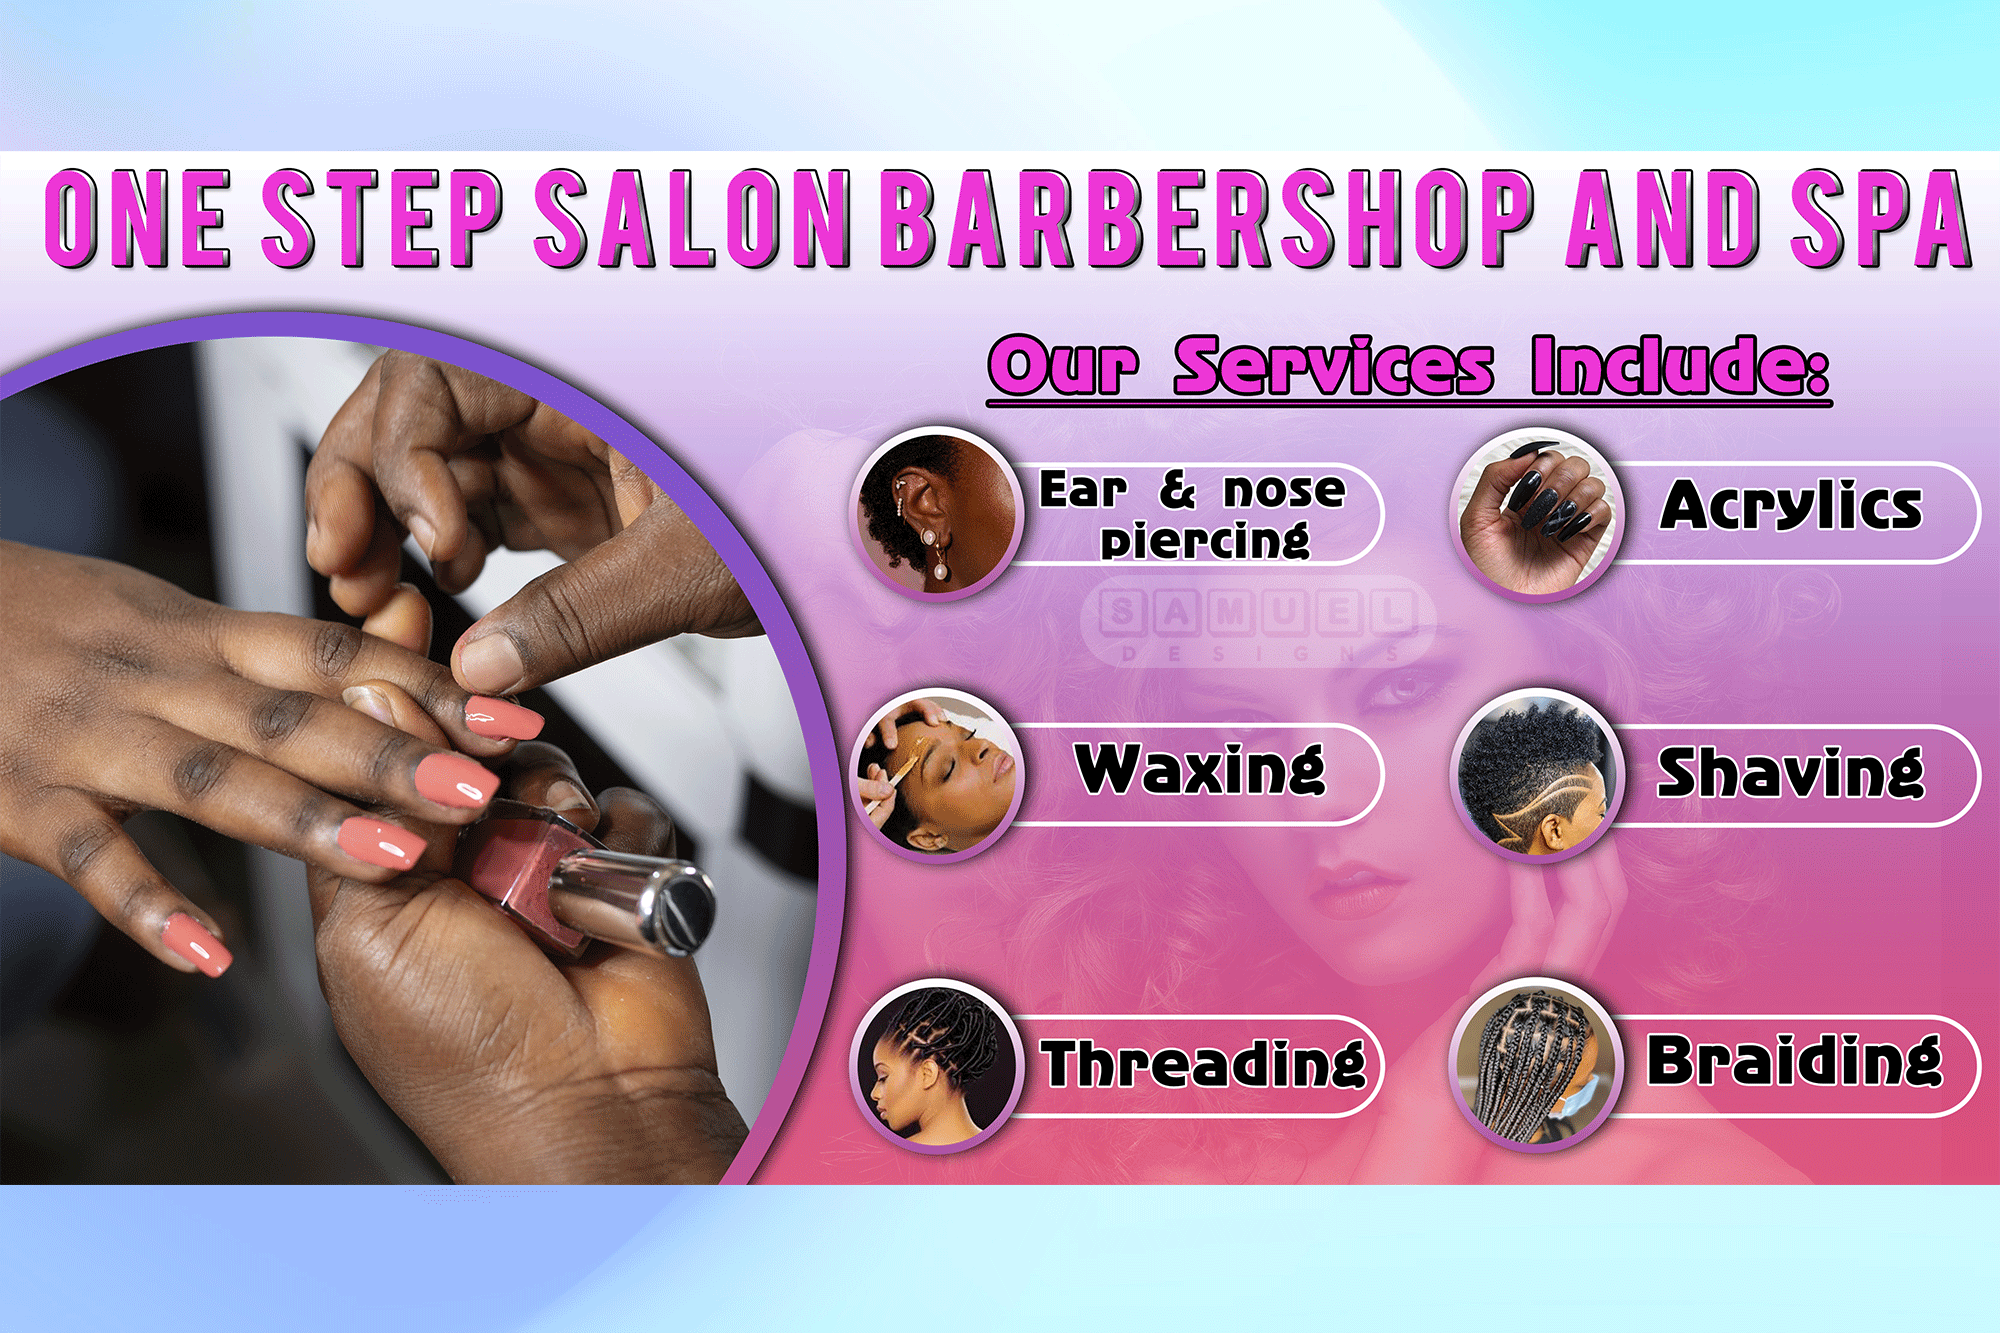 ONE STEP SALON BARBERSHOP AND SPA
Our Services Include:
Ear & nose
piercing
Acrylics
SAMUEL
DESIGNS
Waxing
Shaving
Threading
Braiding